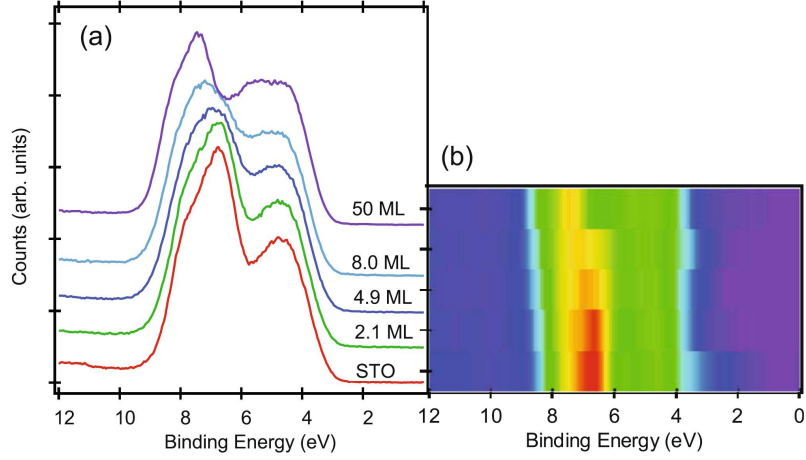 (a)
Counts (arb. units)
50 ML
8.0 ML
4.9 ML
2.1 ML
STO
12 10 8 6 4 2
Binding Energy (eV)
(b)
12 10 8 6 4 2 0
Binding Energy (eV)